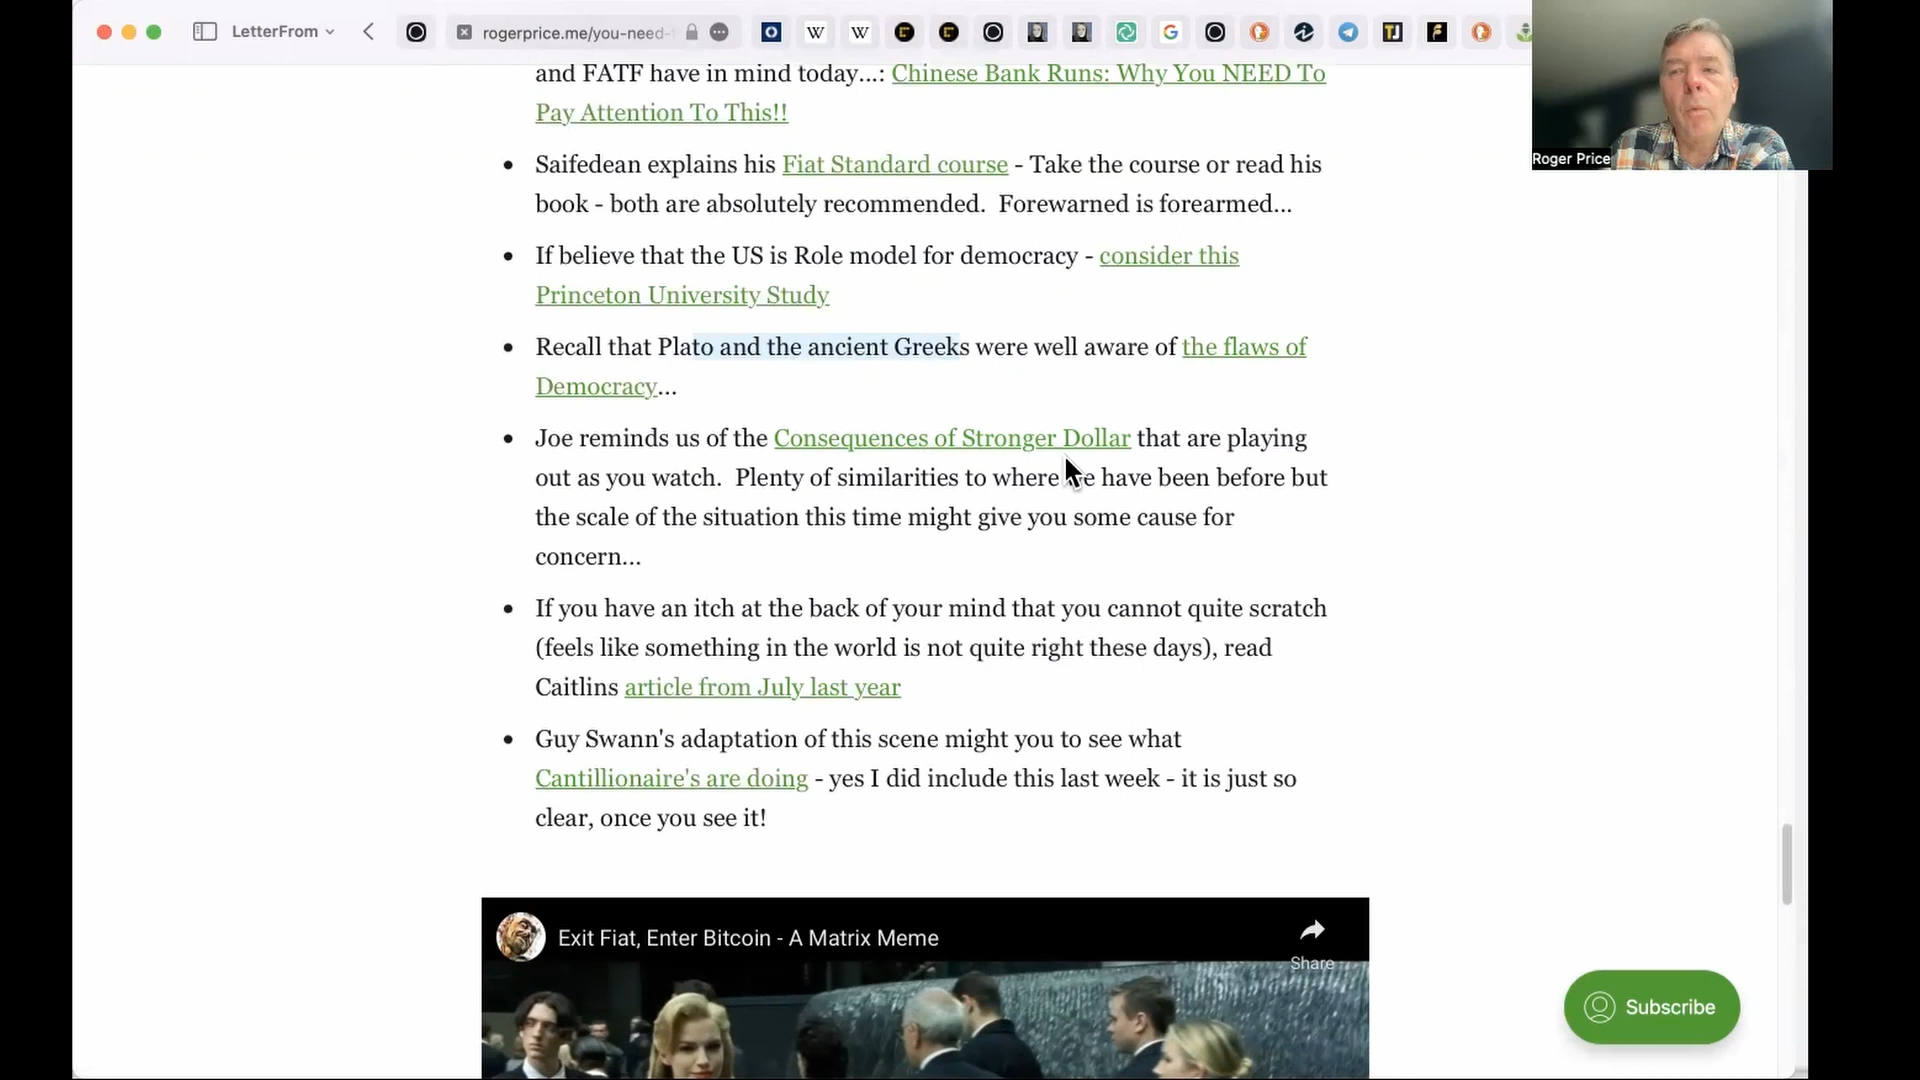 LetterFrom
rogerprice.me/you-need-
Roger Price
and FATF have in mind today...: Chinese Bank Runs: Why You NEED To
Pay Attention To This!!
Saifedean explains his Fiat Standard course - Take the course or read his
book - both are absolutely recommended.  Forewarned is forearmed...
If believe that the US is Role model for democracy - consider this
Princeton University Study
Recall that Plato and the ancient Greeks were well aware of the flaws of
Democracy...
Joe reminds us of the Consequences of Stronger Dollar that are playing
out as you watch.  Plenty of similarities to where we have been before but
the scale of the situation this time might give you some cause for
concern...
If you have an itch at the back of your mind that you cannot quite scratch
(feels like something in the world is not quite right these days), read
Caitlins article from July last year
Guy Swann's adaptation of this scene might you to see what
Cantillionaire's are doing - yes I did include this last week - it is just so
clear, once you see it!
Exit Fiat, Enter Bitcoin - A Matrix Meme
Share
Subscribe